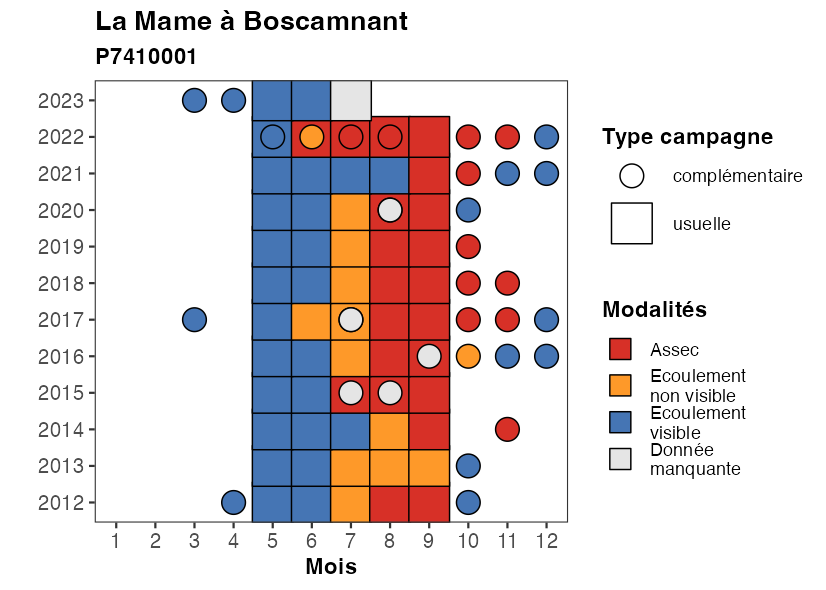 La Mame à Boscamnant
P7410001
2023
2022
2021
2020
2019
2018
2017
2016
2015
2014
2013
2012
1 2 3 4 5 6 7 8 9 10 11 12
Mois
Type campagne
complémentaire
usuelle
Modalités
Assec
Ecoulement
non visible
Ecoulement
visible
Donnée
manquante